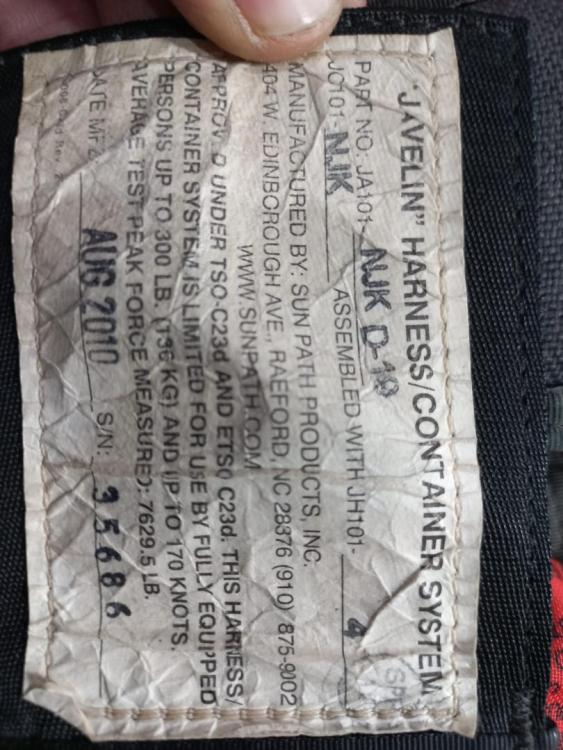 "JAVELIN" HARNESS/CONTAINER SYSTEM
PART NO: JA101- NJK D-19
JC101- NJK ASSEMBLED WITH JH101- 4
MANUFACTURED BY: SUN PATH PRODUCTS, INC.
404 W. EDINBOROUGH AVE., RAEFORD, NC 28376 (910) 875-9002
WWW.SUNPATH.COM
APPROVED UNDER TSO-C23d AND ETSO C23d. THIS HARNESS/
CONTAINER SYSTEM IS LIMITED FOR USE BY FULLY EQUIPPED
PERSONS UP TO 300 LB. (136 KG) AND UP TO 170 KNOTS.
AVERAGE TEST PEAK FORCE MEASURED: 7629.5 LB.
DATE MFD. AUG 2010 S/N: 35686
Rev.